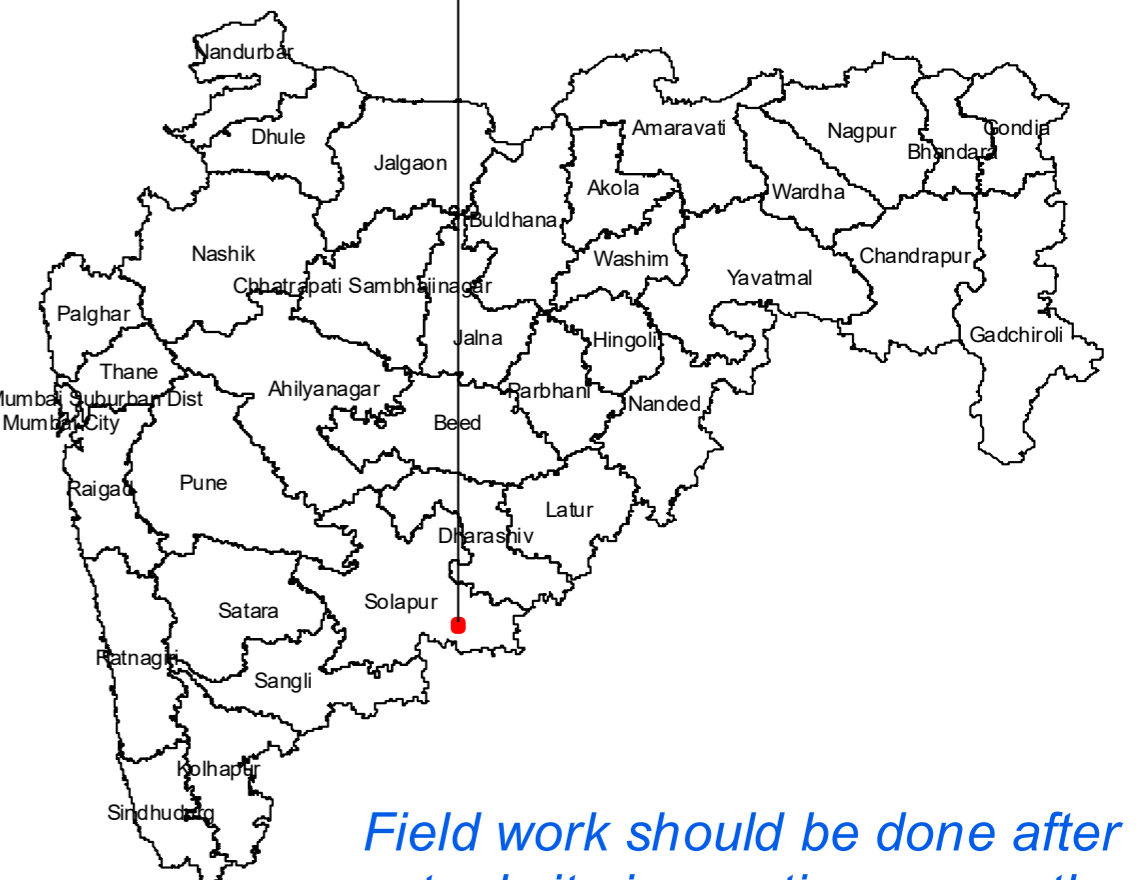 Nandurbar
Dhule
Jalgaon
Amaravati
Nagpur
Gondia
Bhandara
Akola
Wardha
Buldhana
Nashik
Washim
Chandrapur
Yavatmal
Chhatrapati Sambhajinagar
Palghar
Jalna
Hingoli
Gadchiroli
Thane
Ahilyanagar
Parbhani
Mumbai Suburban Dist
Nanded
Mumbai City
Beed
Raigad
Pune
Latur
Dharashiv
Solapur
Satara
Ratnagiri
Sangli
Kolhapur
Sindhudurg
Field work should be done after